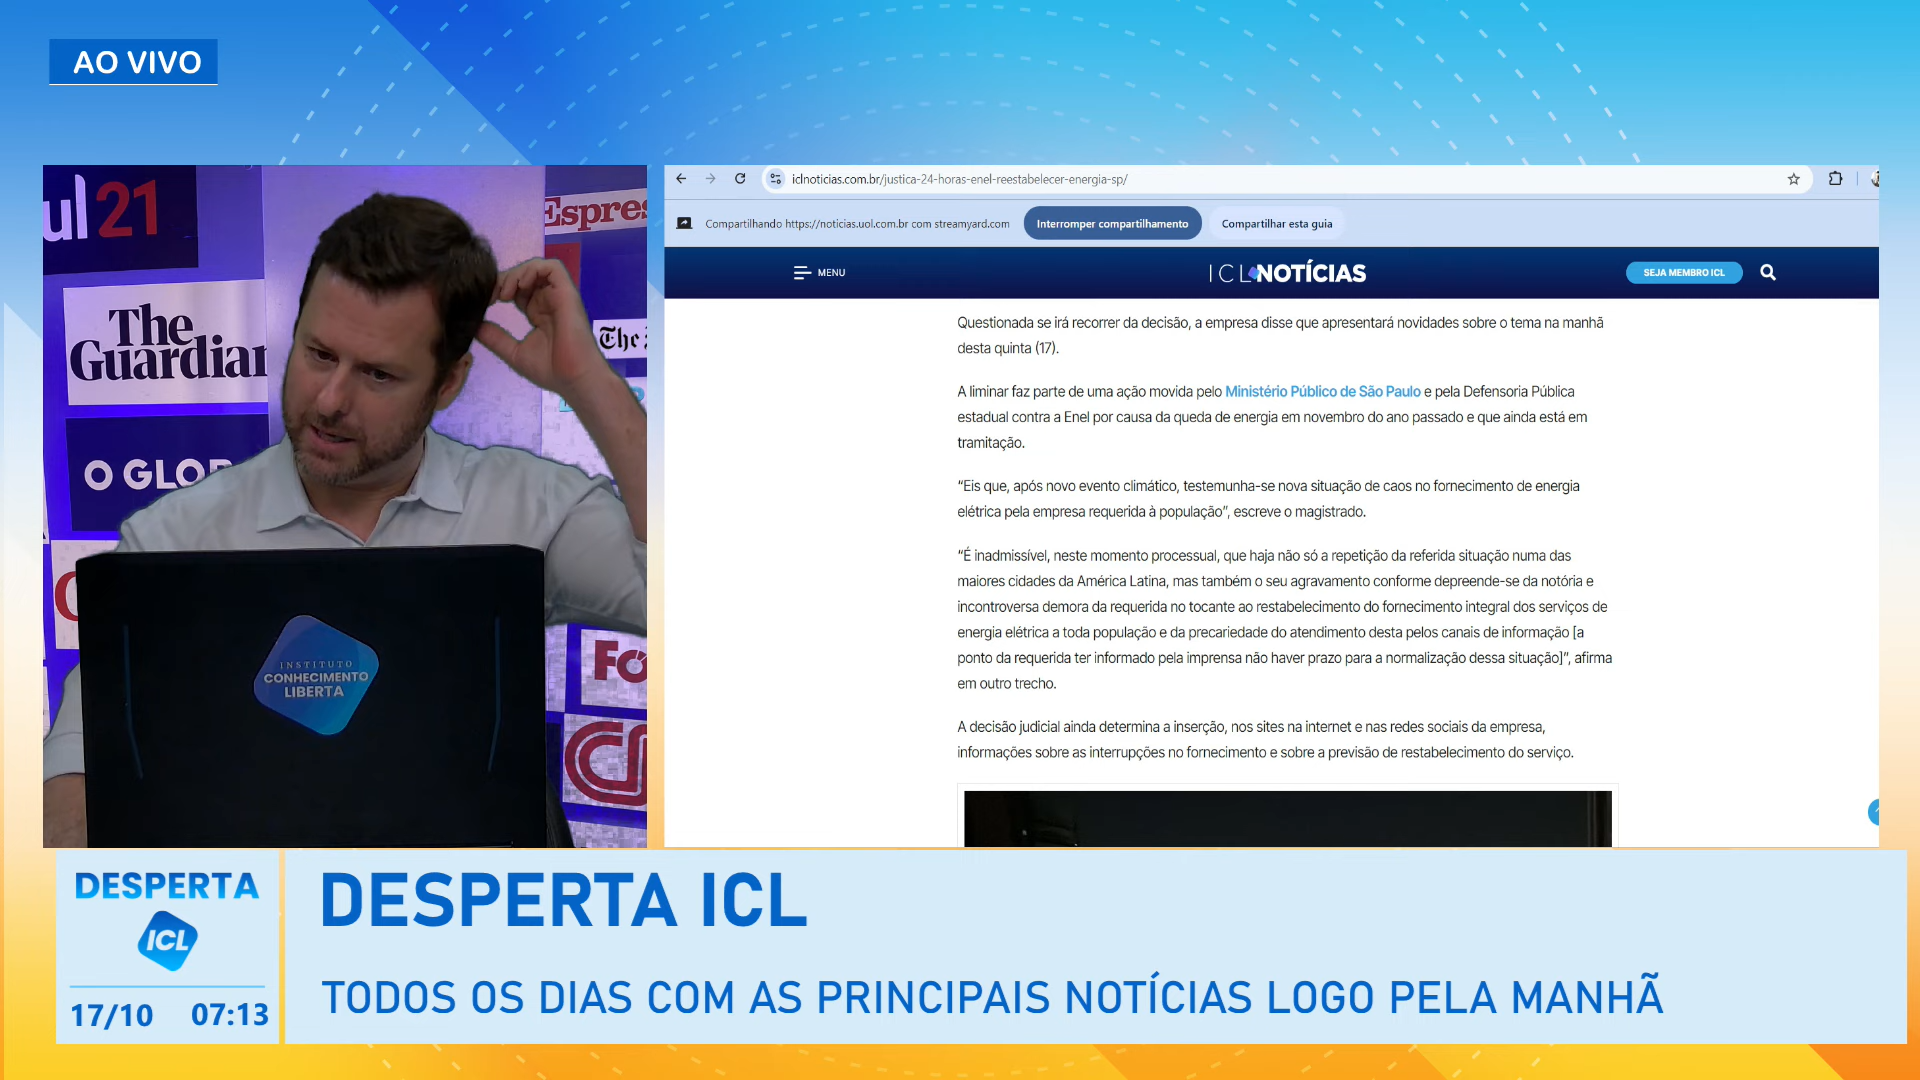 AO VIVO
ul 21
The
Guardian
O GLOB
Espres
The
INSTITUTO
CONHECIMENTO
LIBERTA
iclnoticias.com.br/justica-24-horas-enel-reestabelecer-energia-sp/
Compartilhando https://noticias.uol.com.br com streamyard.com
Interromper compartilhamento
Compartilhar esta guia
MENU
ICL NOTÍCIAS
SEJA MEMBRO ICL
Questionada se irá recorrer da decisão, a empresa disse que apresentará novidades sobre o tema na manhã
desta quinta (17).
A liminar faz parte de uma ação movida pelo Ministério Público de São Paulo e pela Defensoria Pública
estadual contra a Enel por causa da queda de energia em novembro do ano passado e que ainda está em
tramitação.
“Eis que, após novo evento climático, testemunha-se nova situação de caos no fornecimento de energia
elétrica pela empresa requerida à população”, escreve o magistrado.
“É inadmissível, neste momento processual, que haja não só a repetição da referida situação numa das
maiores cidades da América Latina, mas também o seu agravamento conforme depreende-se da notória e
incontroversa demora da requerida no tocante ao restabelecimento do fornecimento integral dos serviços de
energia elétrica a toda população e da precariedade do atendimento desta pelos canais de informação [a
ponto da requerida ter informado pela imprensa não haver prazo para a normalização dessa situação]”, afirma
em outro trecho.
A decisão judicial ainda determina a inserção, nos sites na internet e nas redes sociais da empresa,
informações sobre as interrupções no fornecimento e sobre a previsão de restabelecimento do serviço.
DESPERTA
ICL
17/10 07:13
DESPERTA ICL
TODOS OS DIAS COM AS PRINCIPAIS NOTÍCIAS LOGO PELA MANHÃ